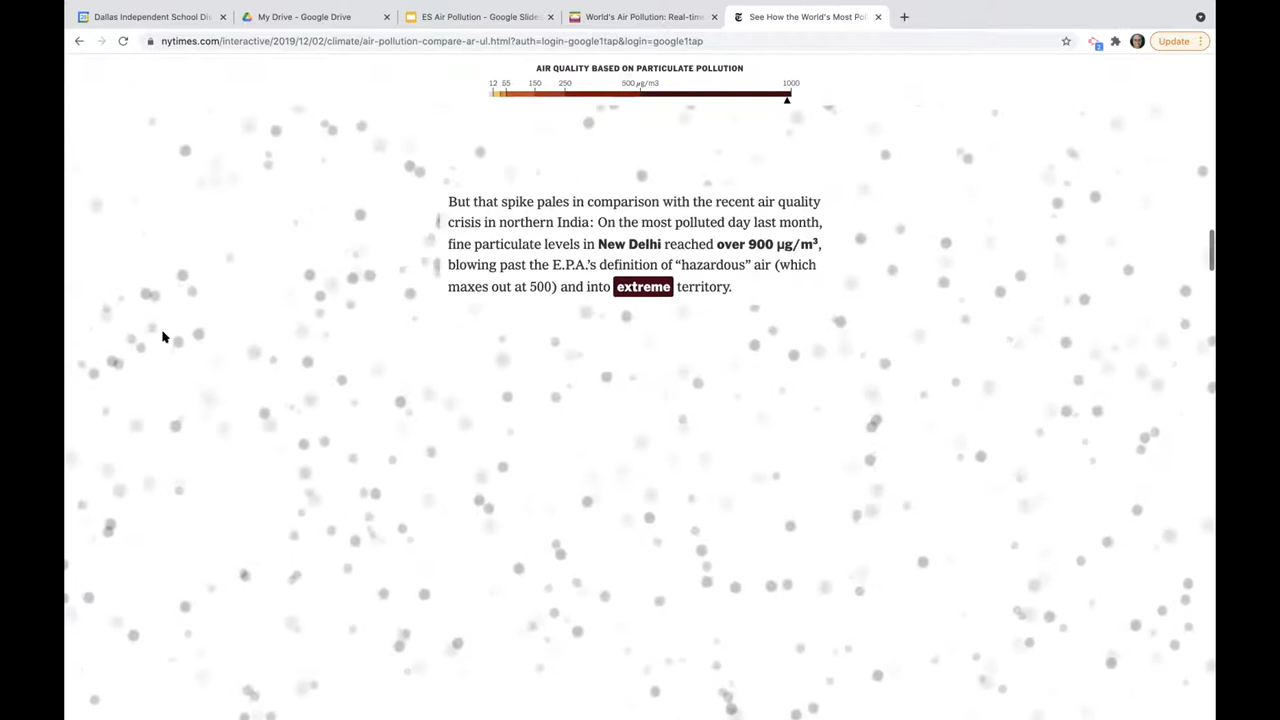 Dallas Independent School Di
My Drive - Google Drive
ES Air Pollution - Google Slide
World's Air Pollution: Real-tim
See How the World's Most Pol
nytimes.com/interactive/2019/12/02/climate/air-pollution-compare-ar-ul.html?auth=login-google1tap&login=google1tap
2
Update
AIR QUALITY BASED ON PARTICULATE POLLUTION
12 55 150 250 500 µg/m3 1000
But that spike pales in comparison with the recent air quality
crisis in northern India: On the most polluted day last month,
fine particulate levels in New Delhi reached over 900 µg/m³,
blowing past the E.P.A.'s definition of “hazardous” air (which
maxes out at 500) and into extreme territory.